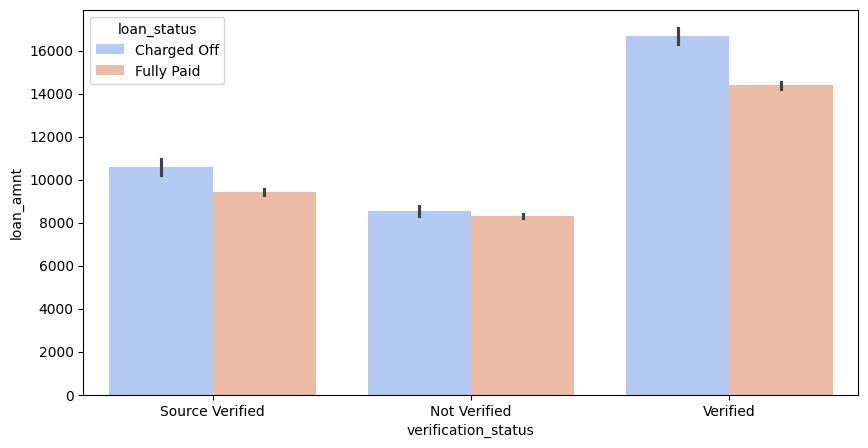 loan_status
Charged Off
Fully Paid
loan_amnt
16000
14000
12000
10000
8000
6000
4000
2000
0
Source Verified
Not Verified
Verified
verification_status